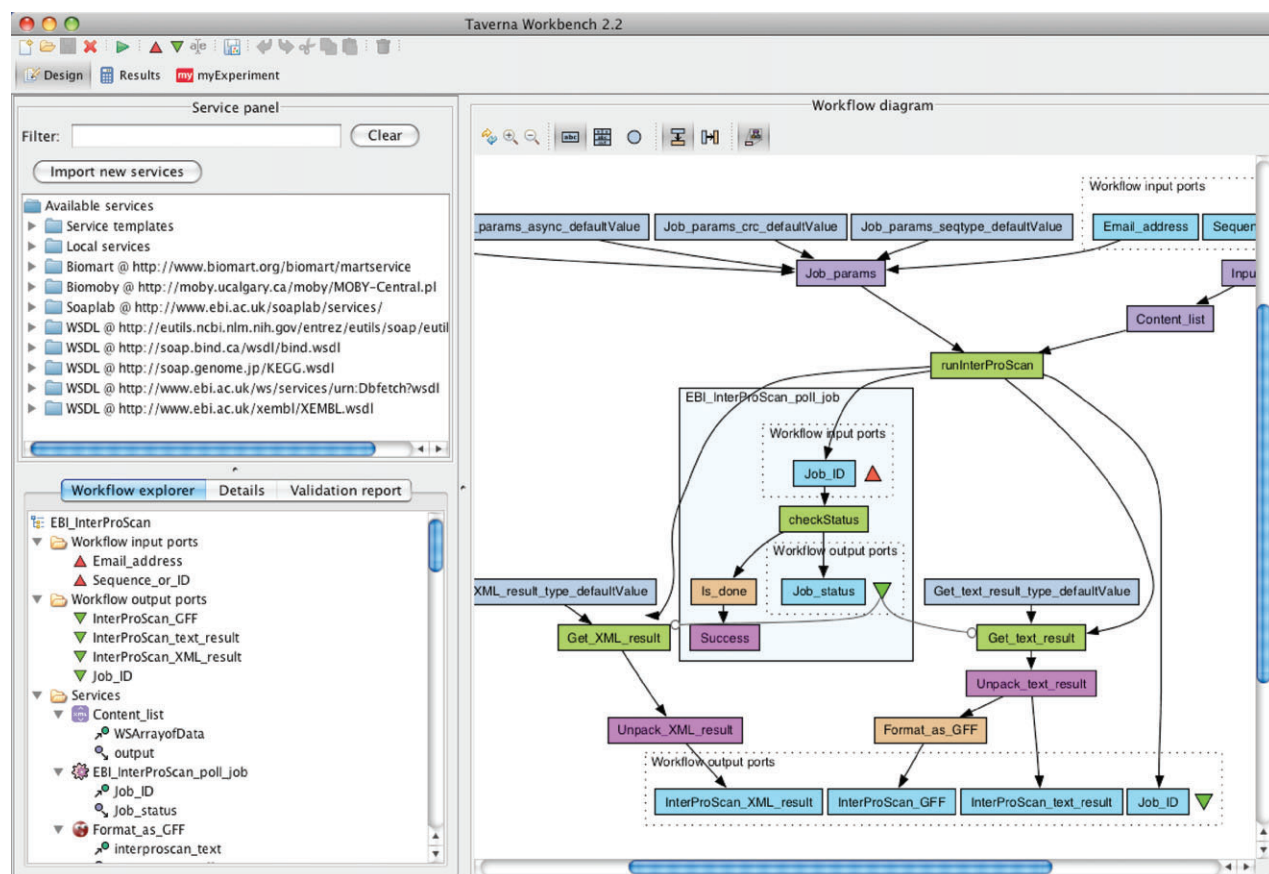 Taverna Workbench 2.2
Design Results my myExperiment
Service panel
Filter: Clear
Import new services
Available services
Service templates
Local services
Biomart @ http://www.biomart.org/biomart/martservice
Biomoby @ http://moby.ucalgary.ca/moby/MOBY-Central.pl
Soaplab @ http://www.ebi.ac.uk/soaplab/services/
WSDL @ http://eutils.ncbi.nlm.nih.gov/entrez/eutils/soap/eutil
WSDL @ http://soap.bind.ca/wsdl/bind.wsdl
WSDL @ http://soap.genome.jp/KEGG.wsdl
WSDL @ http://www.ebi.ac.uk/ws/services/urn:Dbfetch?wsdl
WSDL @ http://www.ebi.ac.uk/xembl/XEMBL.wsdl
Workflow explorer Details Validation report
EBI_InterProScan
Workflow input ports
Email_address
Sequence_or_ID
Workflow output ports
InterProScan_GFF
InterProScan_text_result
InterProScan_XML_result
Job_ID
Services
Content_list
WSArrayofData
output
EBI_InterProScan_poll_job
Job_ID
Job_status
Format_as_GFF
interproscan_text
Workflow diagram
abc
Workflow input ports
_params_async_defaultValue Job_params_crc_defaultValue Job_params_seqtype_defaultValue Email_address Sequen
Job_params Inpu
Content_list
runInterProScan
EBI_InterProScan_poll_job
Workflow input ports
Job_ID
checkStatus
Workflow output ports
XML_result_type_defaultValue Is_done Job_status Get_text_result_type_defaultValue
Get_XML_result Success Get_text_result
Unpack_text_result
Unpack_XML_result Format_as_GFF
Workflow output ports
InterProScan_XML_result InterProScan_GFF InterProScan_text_result Job_ID